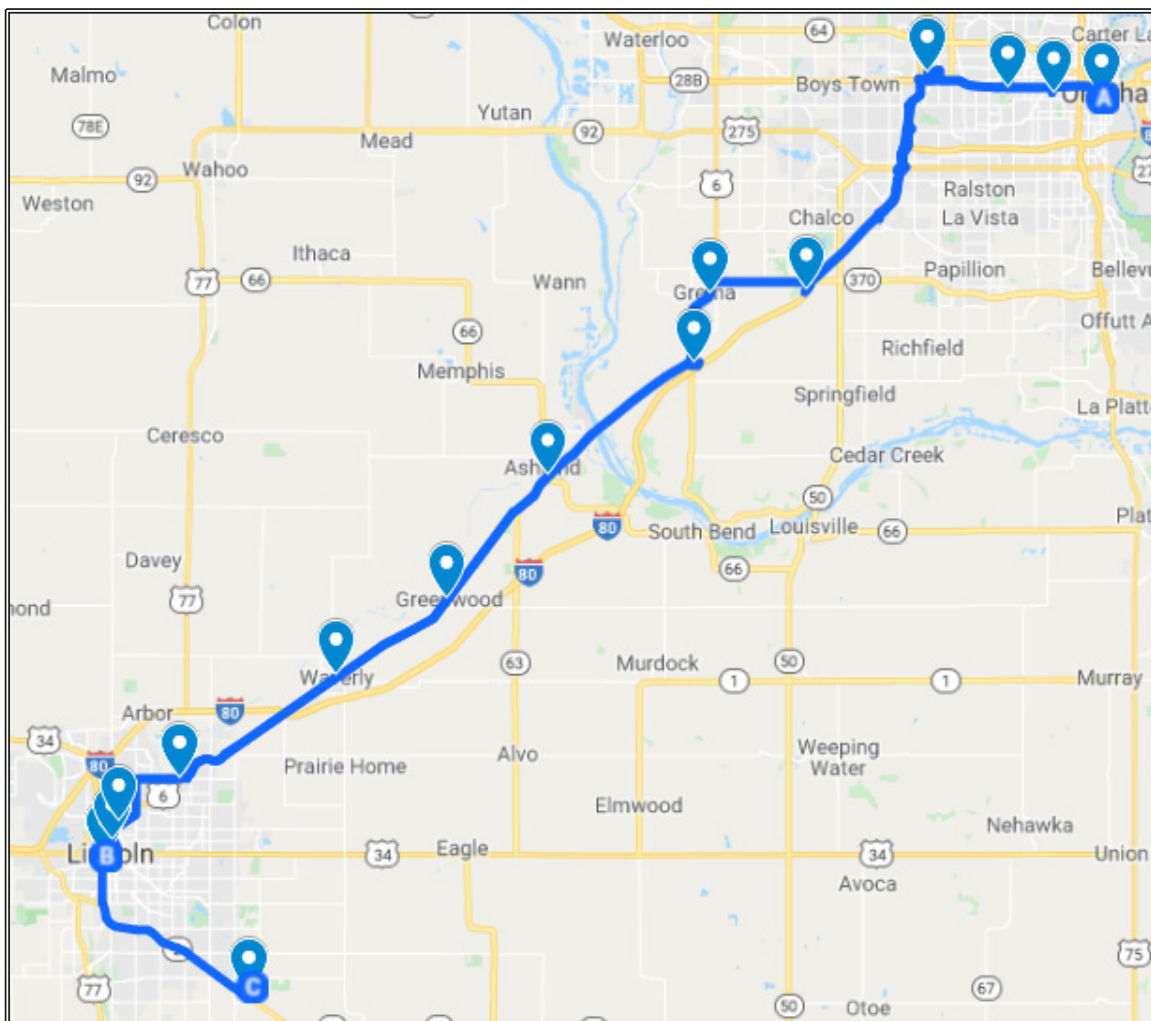 Colon
Waterloo
64
Carter La
Malmo
28B
Boys Town
A
Yutan
78E
92
275
Mead
Wahoo
92
6
Weston
Ralston
La Vista
Chalco
Ithaca
77
66
Wann
370
Papillion
Bellevu
Offutt A
66
Richfield
Memphis
Springfield
La Platte
Ceresco
Cedar Creek
50
80
South Bend
Louisville
66
Plat
Davey
80
66
77
Greenwood
mond
63
Murdock
50
Waverly
1
1
Murray
Arbor
80
34
Alvo
Weeping
Water
80
Prairie Home
6
Elmwood
Nehawka
B
34
Eagle
34
Union
Avoca
75
C
77
67
50
Otoe